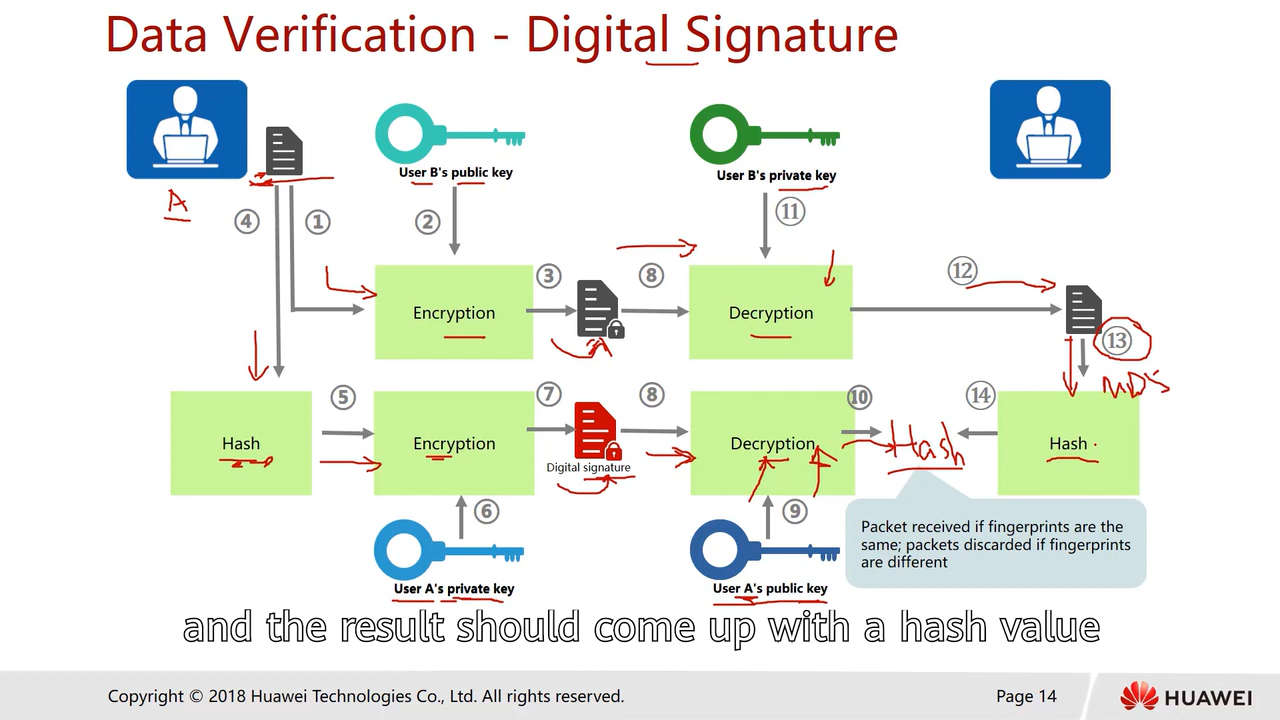 Data Verification - Digital Signature
User B's public key
User B's private key
A
④
①
②
⑪
③
⑧
⑫
Encryption
Decryption
⑬
MD5
⑤
⑦
⑧
⑩
⑭
Hash
Encryption
Digital signature
Decryption
Hash
Hash
⑥
⑨
User A's private key
User A's public key
Packet received if fingerprints are the
same; packets discarded if fingerprints
are different
and the result should come up with a hash value
Copyright © 2018 Huawei Technologies Co., Ltd. All rights reserved.
Page 14
HUAWEI